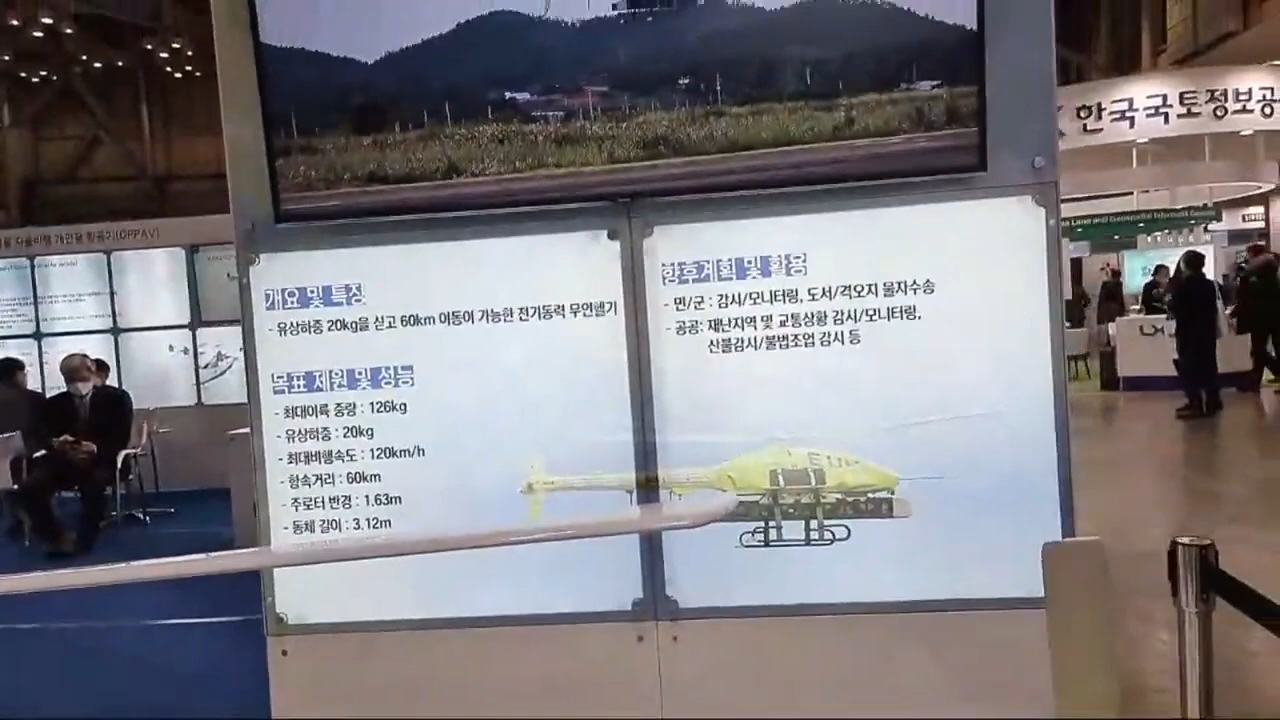 한국국토정보공
개인용 항공기(OPPAV)
개요 및 특징
- 유상하중 20kg을 싣고 60km 이동이 가능한 전기동력 무인헬기
목표 제원 및 성능
- 최대이륙 중량 : 126kg
- 유상하중 : 20kg
- 최대비행속도 : 120km/h
- 항속거리 : 60km
- 주로터 반경 : 1.63m
- 동체 길이 : 3.12m
향후계획 및 활용
- 민/군 : 감시/모니터링, 도서/격오지 물자수송
- 공공: 재난지역 및 교통상황 감시/모니터링,
산불감시/불법조업 감시 등